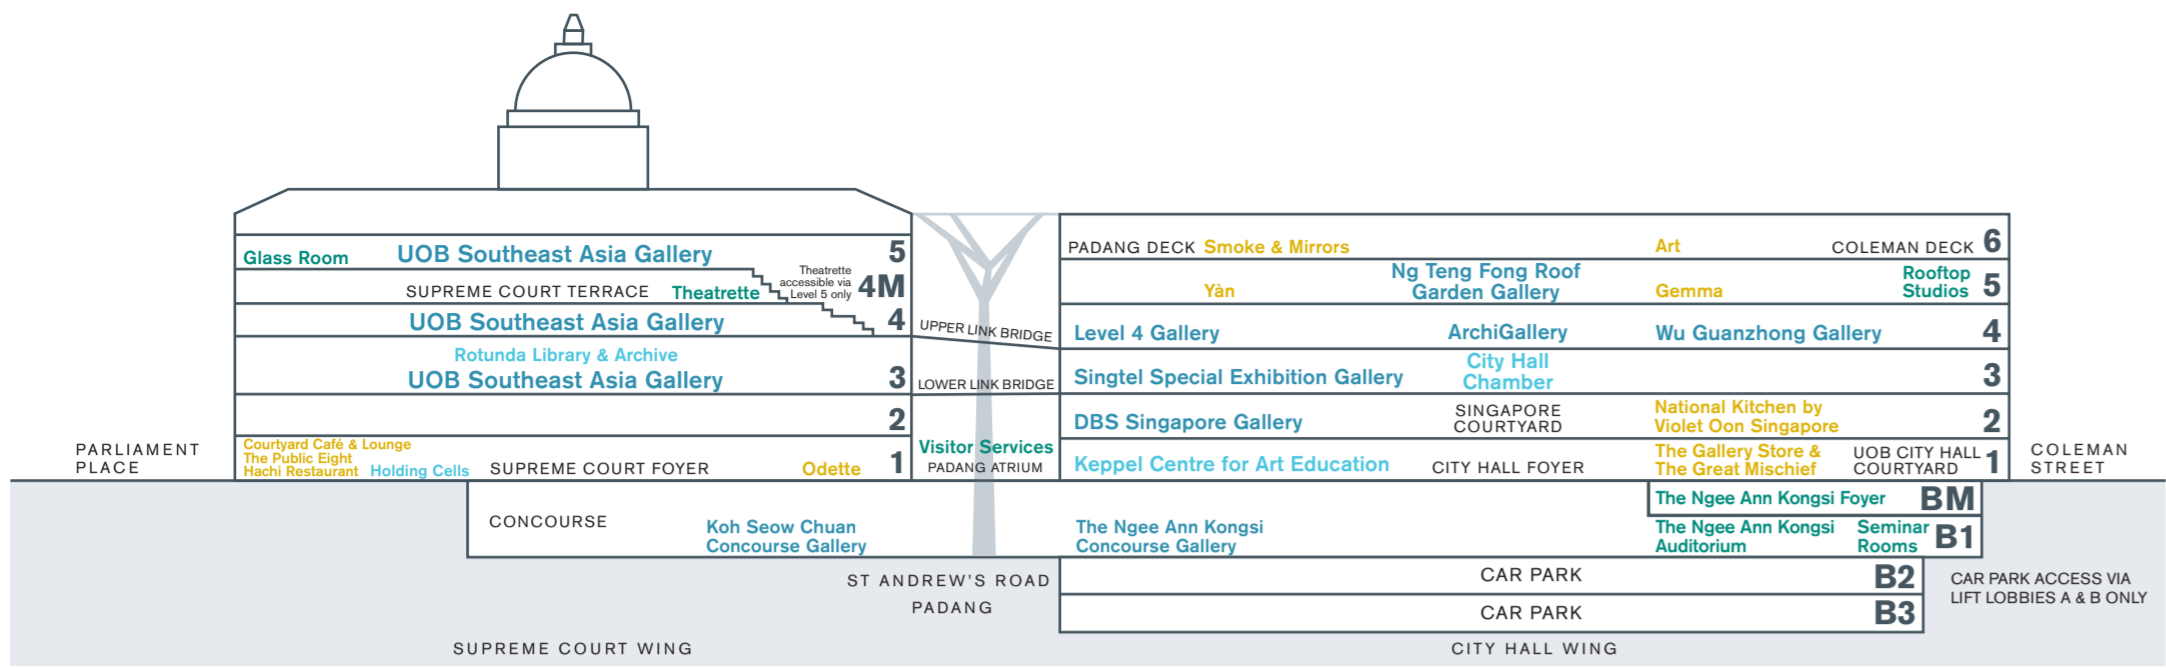 Glass Room
UOB Southeast Asia Gallery
5
SUPREME COURT TERRACE
Theatrette
Theatrette
accessible via
Level 5 only
4M
UOB Southeast Asia Gallery
4
Rotunda Library & Archive
UOB Southeast Asia Gallery
3
2
Courtyard Café & Lounge
The Public Eight
Hachi Restaurant
Holding Cells
SUPREME COURT FOYER
Odette
1
PARLIAMENT
PLACE
UPPER LINK BRIDGE
LOWER LINK BRIDGE
Visitor Services
PADANG ATRIUM
PADANG DECK
Smoke & Mirrors
Art
COLEMAN DECK
6
Yàn
Ng Teng Fong Roof
Garden Gallery
Gemma
Rooftop
Studios
5
Level 4 Gallery
ArchiGallery
Wu Guanzhong Gallery
4
Singtel Special Exhibition Gallery
City Hall
Chamber
3
DBS Singapore Gallery
SINGAPORE
COURTYARD
National Kitchen by
Violet Oon Singapore
2
Keppel Centre for Art Education
CITY HALL FOYER
The Gallery Store &
The Great Mischief
UOB CITY HALL
COURTYARD
1
COLEMAN
STREET
The Ngee Ann Kongsi Foyer
BM
CONCOURSE
Koh Seow Chuan
Concourse Gallery
The Ngee Ann Kongsi
Concourse Gallery
The Ngee Ann Kongsi
Auditorium
Seminar
Rooms
B1
ST ANDREW'S ROAD
PADANG
CAR PARK
B2
CAR PARK
B3
CAR PARK ACCESS VIA
LIFT LOBBIES A & B ONLY
SUPREME COURT WING
CITY HALL WING